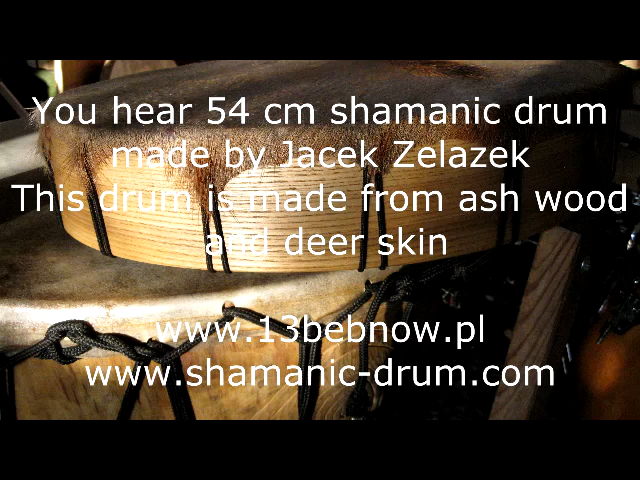 You hear 54 cm shamanic drum
made by Jacek Zelazek
This drum is made from ash wood
and deer skin
www.13bebnow.pl
www.shamanic-drum.com